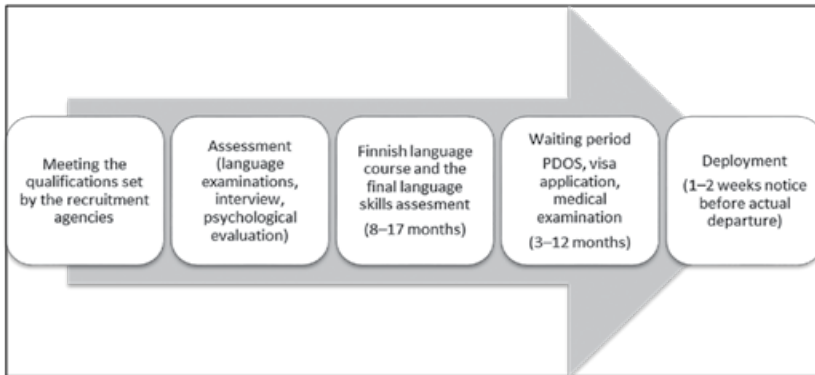 Meeting the
qualifications set
by the recruitment
agencies
Assessment
(language
examinations,
interview,
psychological
evaluation)
Finnish language
course and the
final language
skills assesment
(8–17 months)
Waiting period
PDOS, visa
application,
medical
examination
(3–12 months)
Deployment
(1–2 weeks notice
before actual
departure)